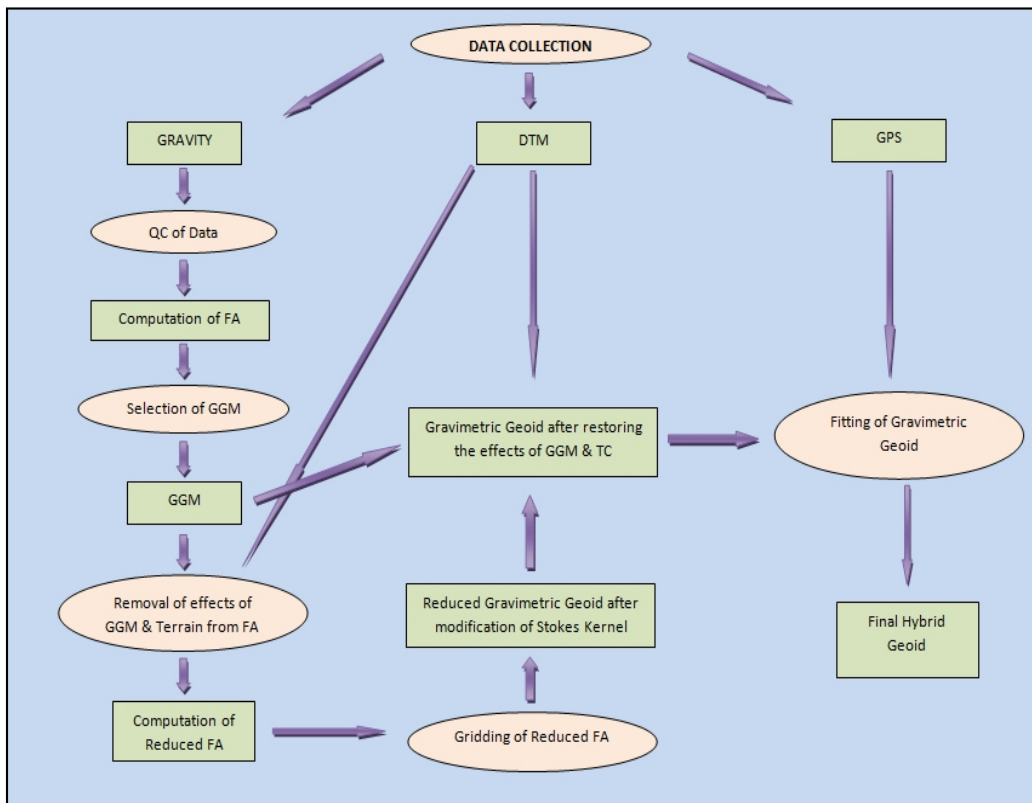 DATA COLLECTION
GRAVITY
DTM
GPS
QC of Data
Computation of FA
Selection of GGM
Gravimetric Geoid after restoring
the effects of GGM & TC
Fitting of Gravimetric
Geoid
GGM
Removal of effects of
GGM & Terrain from FA
Reduced Gravimetric Geoid after
modification of Stokes Kernel
Final Hybrid
Geoid
Computation of
Reduced FA
Gridding of Reduced FA